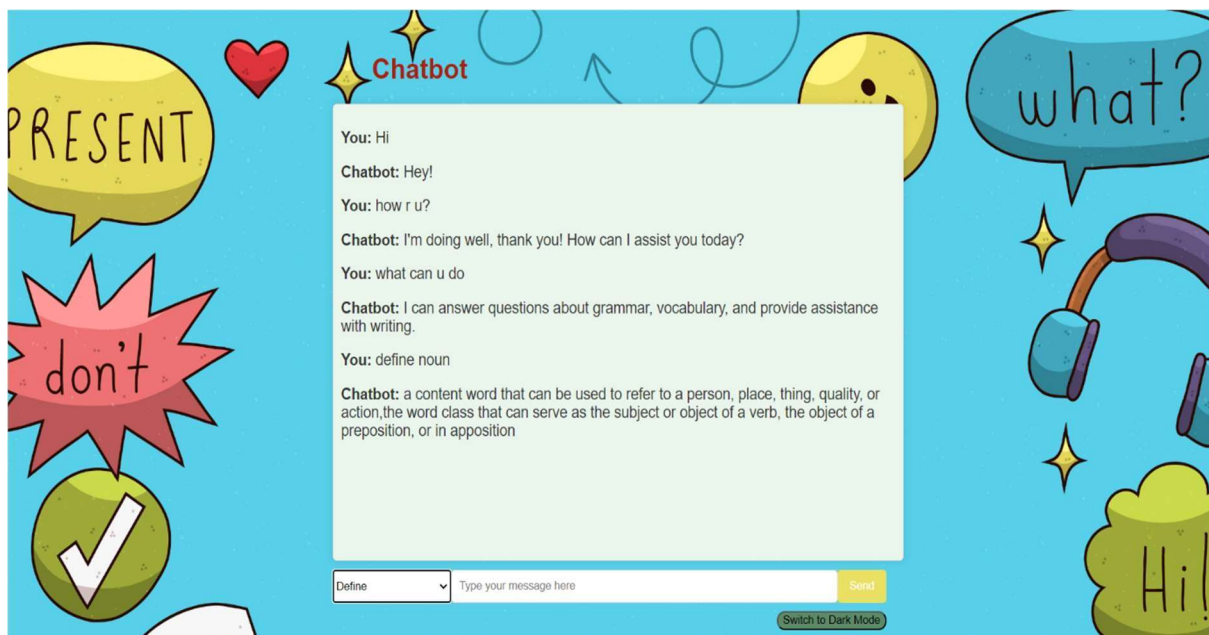 Chatbot
PRESENT
what?
don't
Hi!
You: Hi
Chatbot: Hey!
You: how r u?
Chatbot: I'm doing well, thank you! How can I assist you today?
You: what can u do
Chatbot: I can answer questions about grammar, vocabulary, and provide assistance
with writing.
You: define noun
Chatbot: a content word that can be used to refer to a person, place, thing, quality, or
action,the word class that can serve as the subject or object of a verb, the object of a
preposition, or in apposition
Define
Type your message here
Send
Switch to Dark Mode